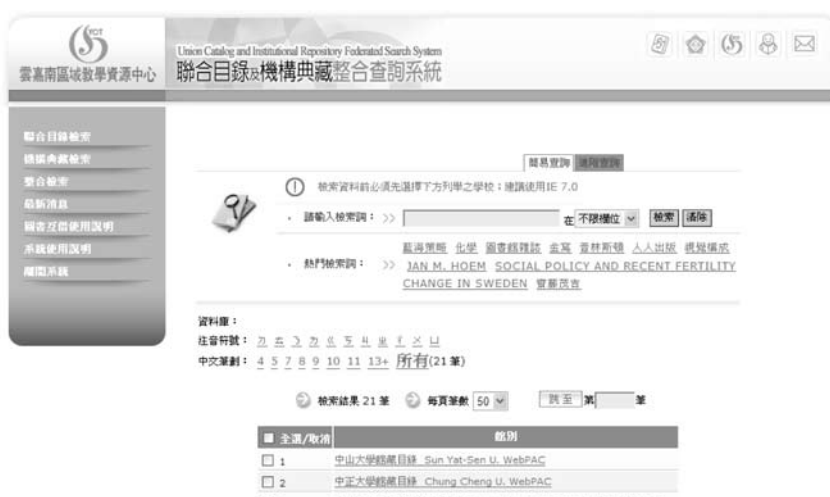 YCT
雲嘉南區域教學資源中心
Union Catalog and Institutional Repository Federated Search System
聯合目錄及機構典藏整合查詢系統
聯合目錄檢索
機構典藏檢索
整合檢索
最新消息
圖書互借使用說明
系統使用說明
離開系統
簡易查詢 進階查詢
檢索資料前必須先選擇下方列舉之學校；建議使用IE 7.0
請輸入檢索詞： >> 在 不限欄位 檢索 清除
熱門檢索詞： >> 藍海策略 化學 圖書館雜誌 金寫 普林斯頓 人人出版 視覺構成
JAN M. HOEM SOCIAL POLICY AND RECENT FERTILITY
CHANGE IN SWEDEN 齋藤茂吉
資料庫：
注音符號： ㄉ ㄊ ㄋ ㄌ ㄍ ㄎ ㄐ ㄓ ㄔ ㄨ ㄩ
中文筆劃： 4 5 7 8 9 10 11 13+ 所有(21 筆)
檢索結果 21 筆 每頁筆數 50 跳至 第 筆
全選/取消 館別
1 中山大學館藏目錄 Sun Yat-Sen U. WebPAC
2 中正大學館藏目錄 Chung Cheng U. WebPAC